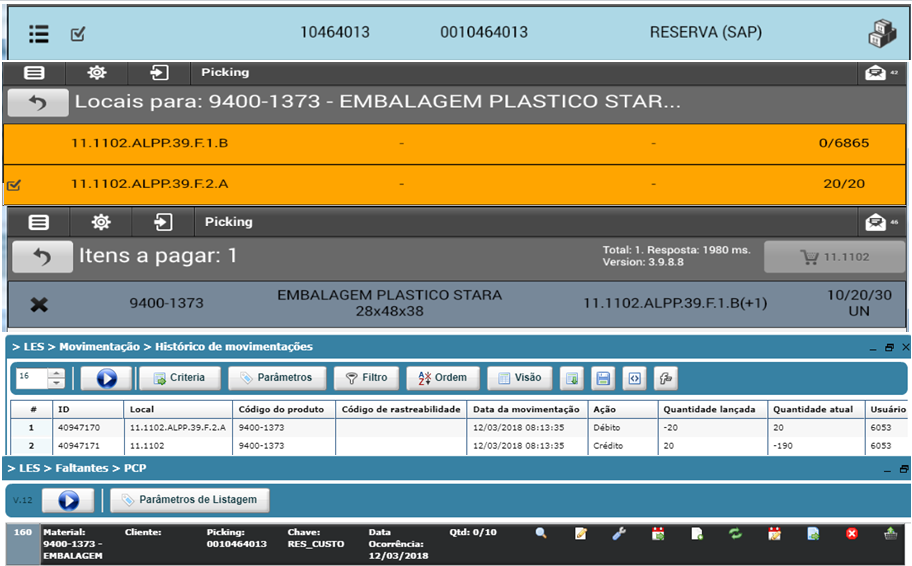 10464013 0010464013 RESERVA (SAP)
Picking 42
Locais para: 9400-1373 - EMBALAGEM PLASTICO STAR...
11.1102.ALPP.39.F.1.B - - 0/6865
11.1102.ALPP.39.F.2.A - - 20/20
Picking 46
Itens a pagar: 1
Total: 1. Resposta: 1980 ms.
Version: 3.9.8.8
11.1102
9400-1373 EMBALAGEM PLASTICO STARA 28x48x38 11.1102.ALPP.39.F.1.B(+1) 10/20/30 UN
> LES > Movimentação > Histórico de movimentações
16 Criteria Parâmetros Filtro Ordem Visão
# ID Local Código do produto Código de rastreabilidade Data da movimentação Ação Quantidade lançada Quantidade atual Usuário
1 40947170 11.1102.ALPP.39.F.2.A 9400-1373 12/03/2018 08:13:35 Débito -20 20 6053
2 40947171 11.1102 9400-1373 12/03/2018 08:13:35 Crédito 20 -190 6053
> LES > Faltantes > PCP
V.12 Parâmetros de Listagem
160 Material: Cliente: Picking: Chave: Data Qtd: 0/10
9400-1373 - 0010464013 RES_CUSTO Ocorrência:
EMBALAGEM 12/03/2018